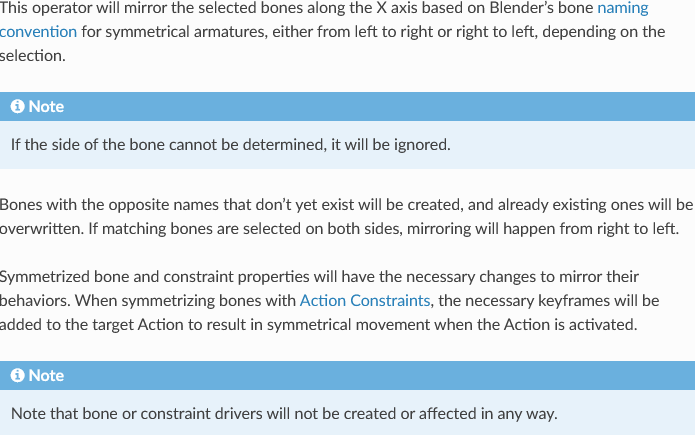 This operator will mirror the selected bones along the X axis based on Blender’s bone naming
convention for symmetrical armatures, either from left to right or right to left, depending on the
selection.
Note
If the side of the bone cannot be determined, it will be ignored.
Bones with the opposite names that don’t yet exist will be created, and already existing ones will be
overwritten. If matching bones are selected on both sides, mirroring will happen from right to left.
Symmetrized bone and constraint properties will have the necessary changes to mirror their
behaviors. When symmetrizing bones with Action Constraints, the necessary keyframes will be
added to the target Action to result in symmetrical movement when the Action is activated.
Note
Note that bone or constraint drivers will not be created or affected in any way.